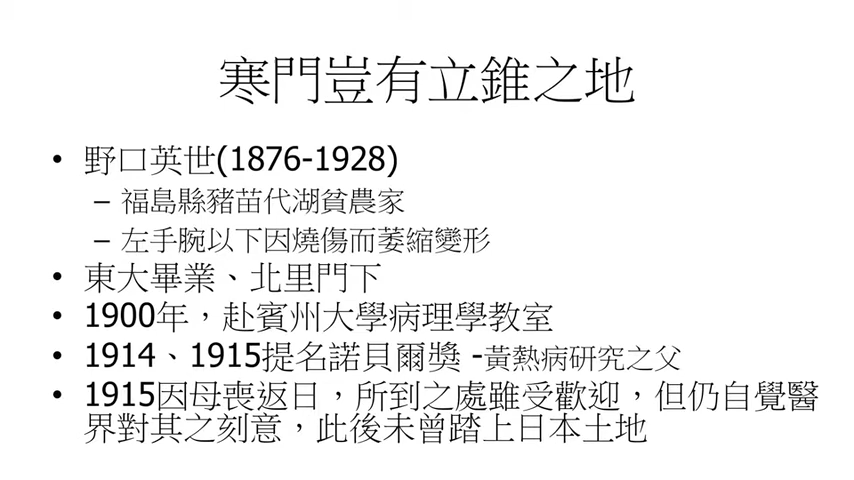 寒門豈有立錐之地
• 野口英世(1876-1928)
– 福島縣豬苗代湖貧農家
– 左手腕以下因燒傷而萎縮變形
• 東大畢業、北里門下
• 1900年，赴賓州大學病理學教室
• 1914、1915提名諾貝爾獎 -黃熱病研究之父
• 1915因母喪返日，所到之處雖受歡迎，但仍自覺醫
界對其之刻意，此後未曾踏上日本土地